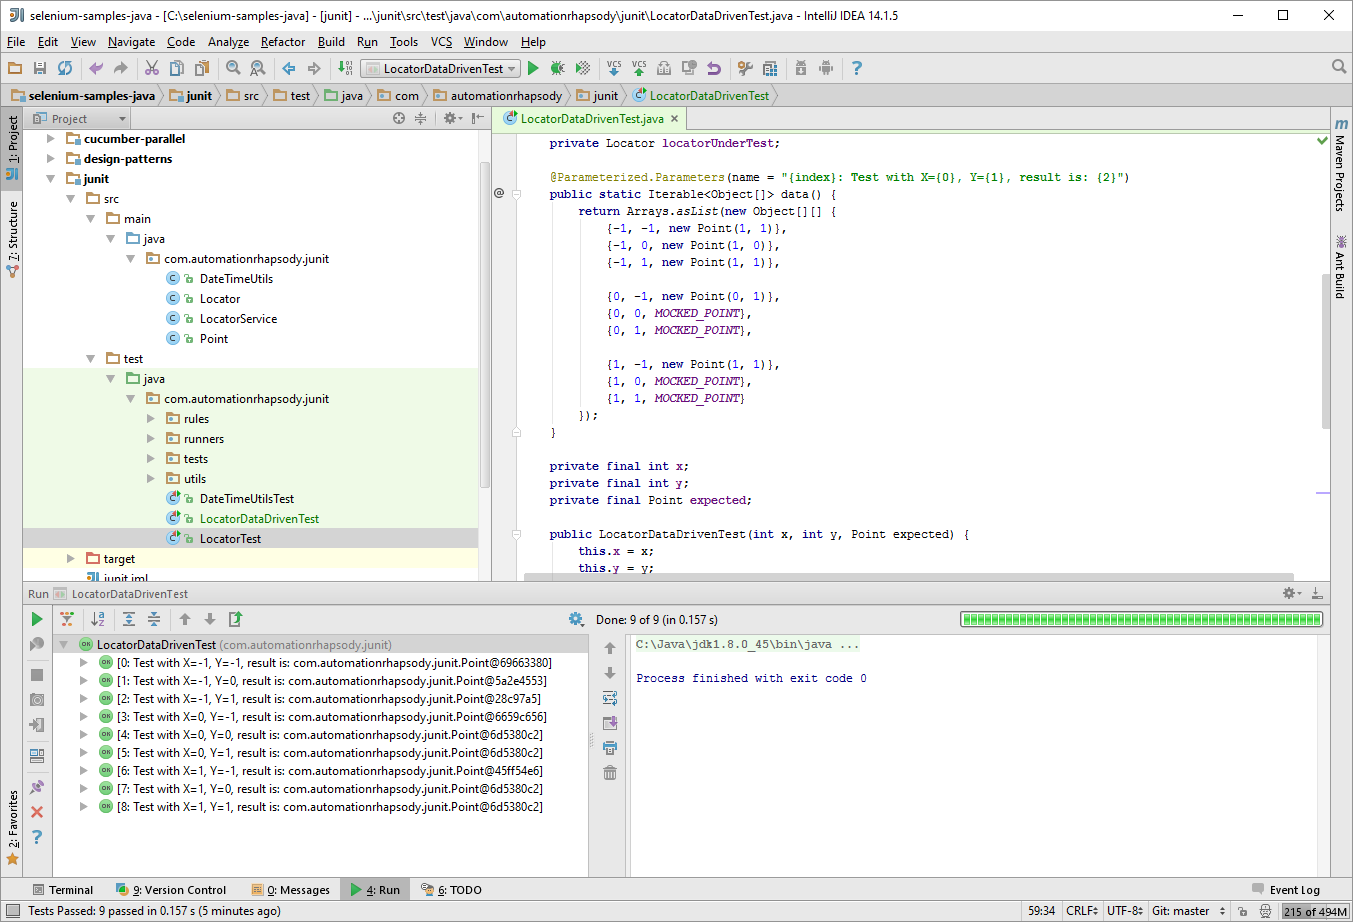 selenium-samples-java - [C:\selenium-samples-java] - [junit] - ...\junit\src\test\java\com\automationrhapsody\junit\LocatorDataDrivenTest.java - IntelliJ IDEA 14.1.5
File Edit View Navigate Code Analyze Refactor Build Run Tools VCS Window Help
LocatorDataDrivenTest VCS VCS ?
selenium-samples-java junit src test java com automationrhapsody junit LocatorDataDrivenTest
Project
LocatorDataDrivenTest.java
1: Project
7: Structure
2: Favorites
cucumber-parallel
design-patterns
junit
src
main
java
com.automationrhapsody.junit
DateTimeUtils
Locator
LocatorService
Point
test
java
com.automationrhapsody.junit
rules
runners
tests
utils
DateTimeUtilsTest
LocatorDataDrivenTest
LocatorTest
target
junit.iml
private Locator locatorUnderTest;
@Parameterized.Parameters(name = "{index}: Test with X={0}, Y={1}, result is: {2}")
public static Iterable<Object[]> data() {
return Arrays.asList(new Object[][] {
{-1, -1, new Point(1, 1)},
{-1, 0, new Point(1, 0)},
{-1, 1, new Point(1, 1)},
{0, -1, new Point(0, 1)},
{0, 0, MOCKED_POINT},
{0, 1, MOCKED_POINT},
{1, -1, new Point(1, 1)},
{1, 0, MOCKED_POINT},
{1, 1, MOCKED_POINT}
});
}
private final int x;
private final int y;
private final Point expected;
public LocatorDataDrivenTest(int x, int y, Point expected) {
this.x = x;
this.y = y;
m Maven Projects
Ant Build
Run LocatorDataDrivenTest
Done: 9 of 9 (in 0.157 s)
LocatorDataDrivenTest (com.automationrhapsody.junit)
[0: Test with X=-1, Y=-1, result is: com.automationrhapsody.junit.Point@69663380]
[1: Test with X=-1, Y=0, result is: com.automationrhapsody.junit.Point@5a2e4553]
[2: Test with X=-1, Y=1, result is: com.automationrhapsody.junit.Point@28c97a5]
[3: Test with X=0, Y=-1, result is: com.automationrhapsody.junit.Point@6659c656]
[4: Test with X=0, Y=0, result is: com.automationrhapsody.junit.Point@6d5380c2]
[5: Test with X=0, Y=1, result is: com.automationrhapsody.junit.Point@6d5380c2]
[6: Test with X=1, Y=-1, result is: com.automationrhapsody.junit.Point@45ff54e6]
[7: Test with X=1, Y=0, result is: com.automationrhapsody.junit.Point@6d5380c2]
[8: Test with X=1, Y=1, result is: com.automationrhapsody.junit.Point@6d5380c2]
C:\Java\jdk1.8.0_45\bin\java ...
Process finished with exit code 0
Terminal 9: Version Control 0: Messages 4: Run 6: TODO Event Log
Tests Passed: 9 passed in 0.157 s (5 minutes ago) 59:34 CRLF UTF-8 Git: master 215 of 494M